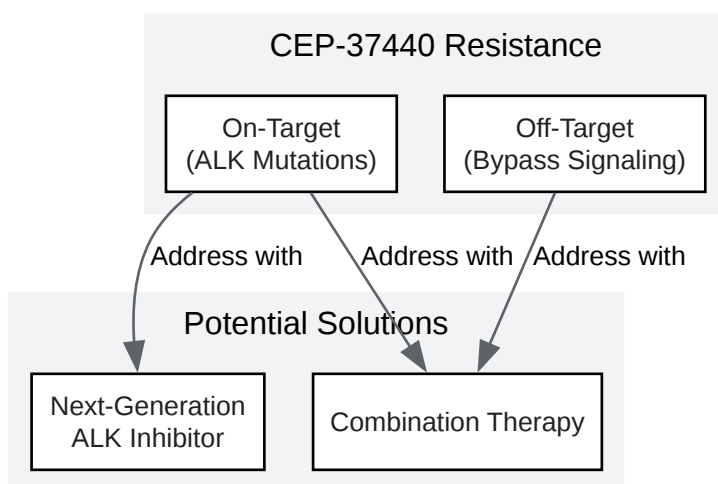 CEP-37440 Resistance
On-Target
(ALK Mutations)
Off-Target
(Bypass Signaling)
Address with
Address with
Address with
Potential Solutions
Next-Generation
ALK Inhibitor
Combination Therapy